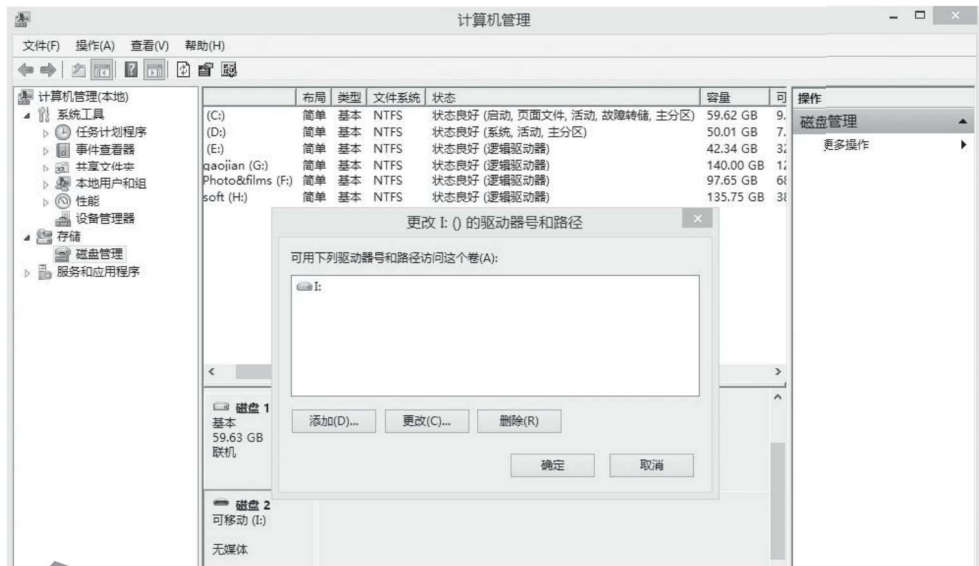 计算机管理
文件(F) 操作(A) 查看(V) 帮助(H)
计算机管理(本地)
系统工具
任务计划程序
事件查看器
共享文件夹
本地用户和组
性能
设备管理器
存储
磁盘管理
服务和应用程序
布局 类型 文件系统 状态 容量 可
(C:) 简单 基本 NTFS 状态良好 (启动, 页面文件, 活动, 故障转储, 主分区) 59.62 GB 9.
(D:) 简单 基本 NTFS 状态良好 (系统, 活动, 主分区) 50.01 GB 7.
(E:) 简单 基本 NTFS 状态良好 (逻辑驱动器) 42.34 GB 32
gaojian (G:) 简单 基本 NTFS 状态良好 (逻辑驱动器) 140.00 GB 12
Photo&films (F:) 简单 基本 NTFS 状态良好 (逻辑驱动器) 97.65 GB 68
soft (H:) 简单 基本 NTFS 状态良好 (逻辑驱动器) 135.75 GB 38
操作
磁盘管理
更多操作
更改 I: () 的驱动器号和路径
可用下列驱动器号和路径访问这个卷(A):
I:
添加(D)... 更改(C)... 删除(R)
确定 取消
磁盘 1
基本
59.63 GB
联机
磁盘 2
可移动 (I:)
无媒体